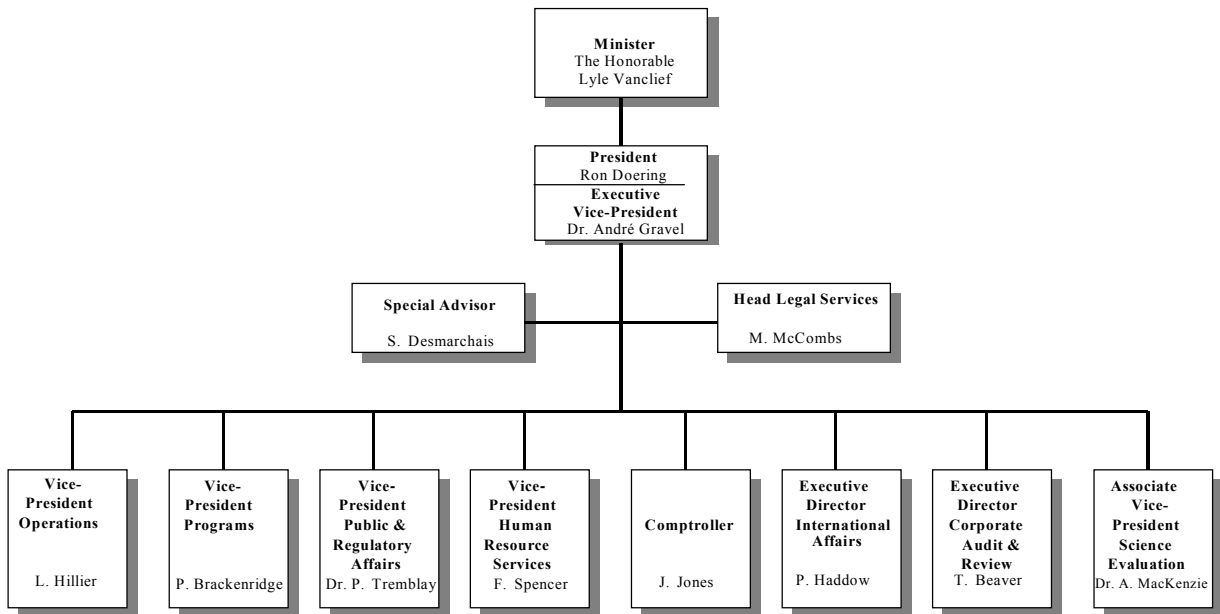 Minister
The Honorable
Lyle Vanclief
President
Ron Doering
Executive
Vice-President
Dr. André Gravel
Special Advisor
S. Desmarchais
Head Legal Services
M. McCombs
Vice-
President
Operations
L. Hillier
Vice-
President
Programs
P. Brackenridge
Vice-
President
Public &
Regulatory
Affairs
Dr. P. Tremblay
Vice-
President
Human
Resource
Services
F. Spencer
Comptroller
J. Jones
Executive
Director
International
Affairs
P. Haddow
Executive
Director
Corporate
Audit &
Review
T. Beaver
Associate
Vice-
President
Science
Evaluation
Dr. A. MacKenzie